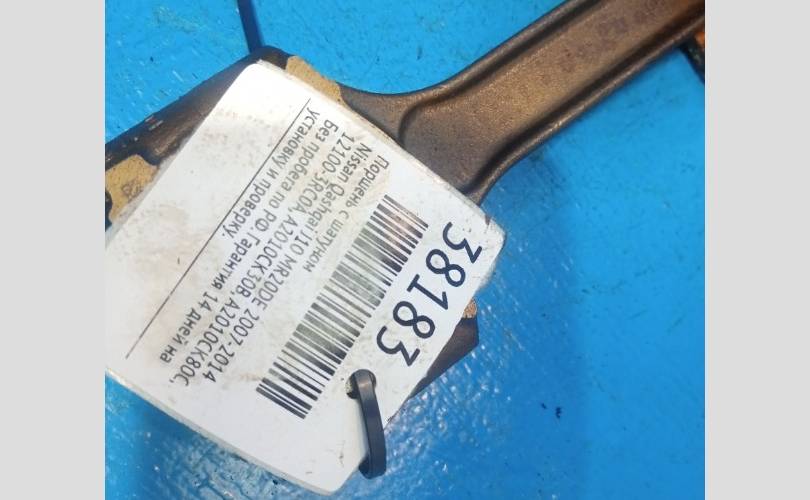 38183
Поршень с шатуном
Nissan Qashqai J10 MR20DE 2007-2014
12100-3RC0A, A2010CK30B, A2010CK80C,
Без пробега по РФ. Гарантия 14 дней на
установку и проверку.